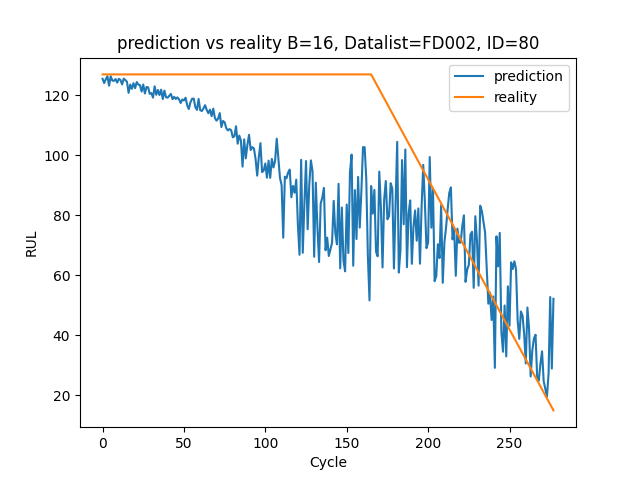 prediction vs reality B=16, Datalist=FD002, ID=80
prediction
reality
RUL
120
100
80
60
40
20
0 50 100 150 200 250
Cycle